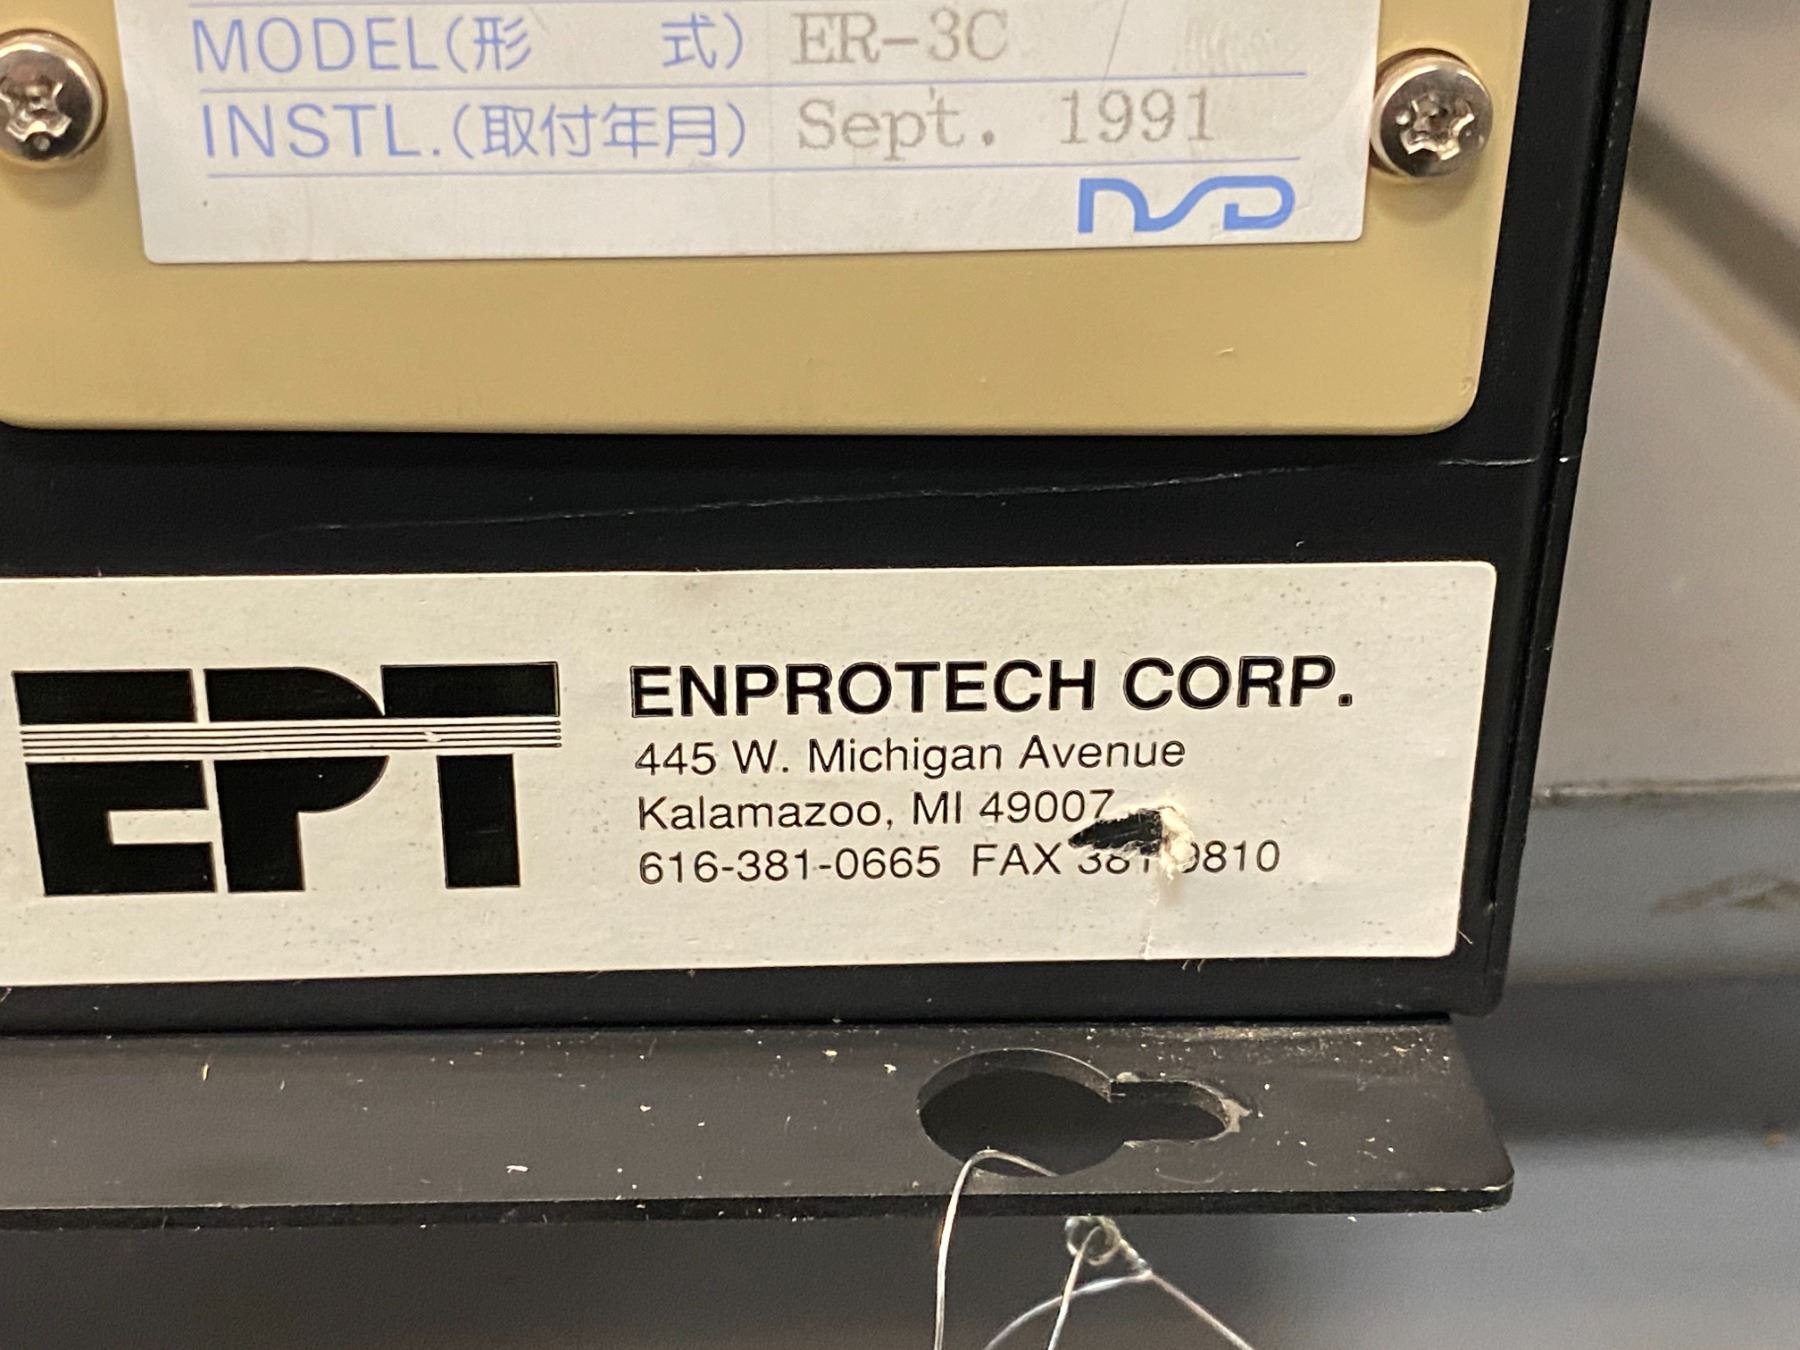 MODEL(形 式) ER-3C
INSTL.(取付年月) Sept. 1991
NSD
EPT
ENPROTECH CORP.
445 W. Michigan Avenue
Kalamazoo, MI 49007
616-381-0665 FAX